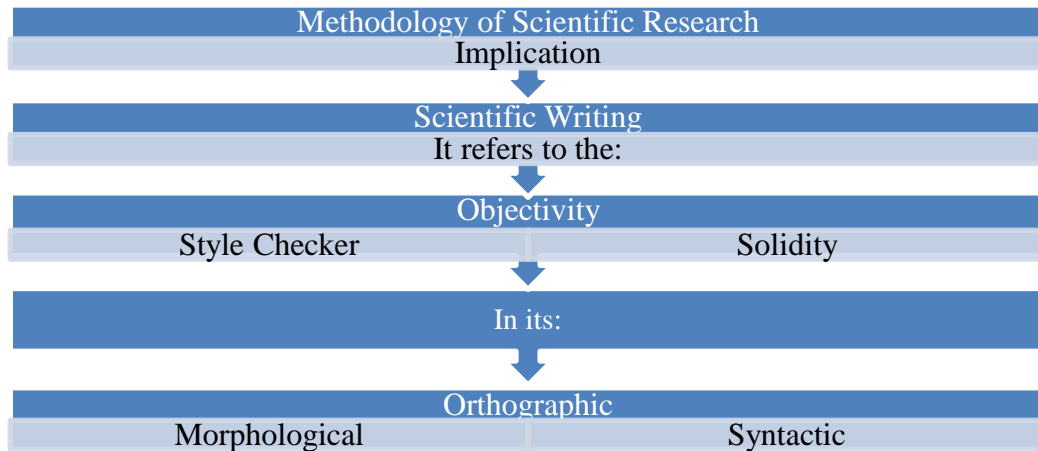 Methodology of Scientific Research
Implication
Scientific Writing
It refers to the:
Objectivity
Style Checker Solidity
In its:
Orthographic
Morphological Syntactic